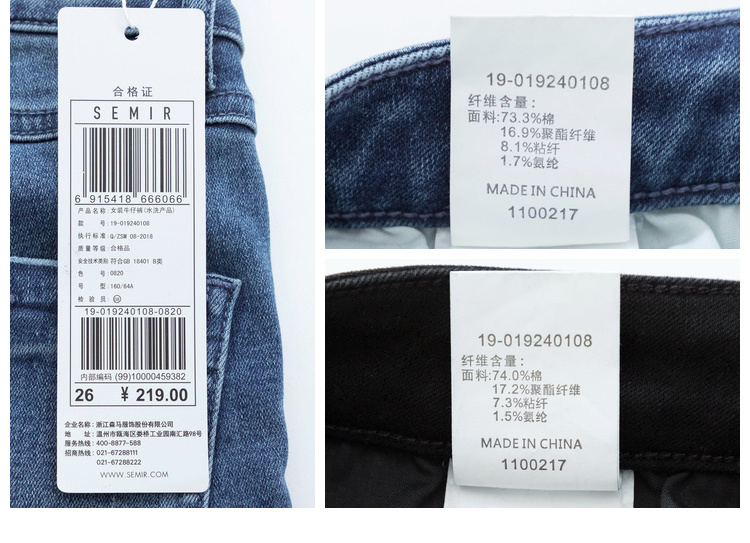 合格证
SEMIR
6 915418 666066
产品名称:女装牛仔裤(水洗产品)
款 号:19-019240108
执行标准:Q/ZSM 08-2018
质量等级:合格品
安全技术类别:符合GB 18401 B类
色 号:0820
号 型:160/64A
检 验 员:
19-019240108-0820
内部编码 (99)10000459382
26 ¥ 219.00
企业名称:浙江森马服饰股份有限公司
地 址:温州市瓯海区娄桥工业园南汇路98号
服务热线:400-8877-588
招商热线:021-67288111
021-67288222
WWW.SEMIR.COM
19-019240108
纤维含量:
面料:73.3%棉
16.9%聚酯纤维
8.1%粘纤
1.7%氨纶
MADE IN CHINA
1100217
19-019240108
纤维含量:
面料:74.0%棉
17.2%聚酯纤维
7.3%粘纤
1.5%氨纶
MADE IN CHINA
1100217